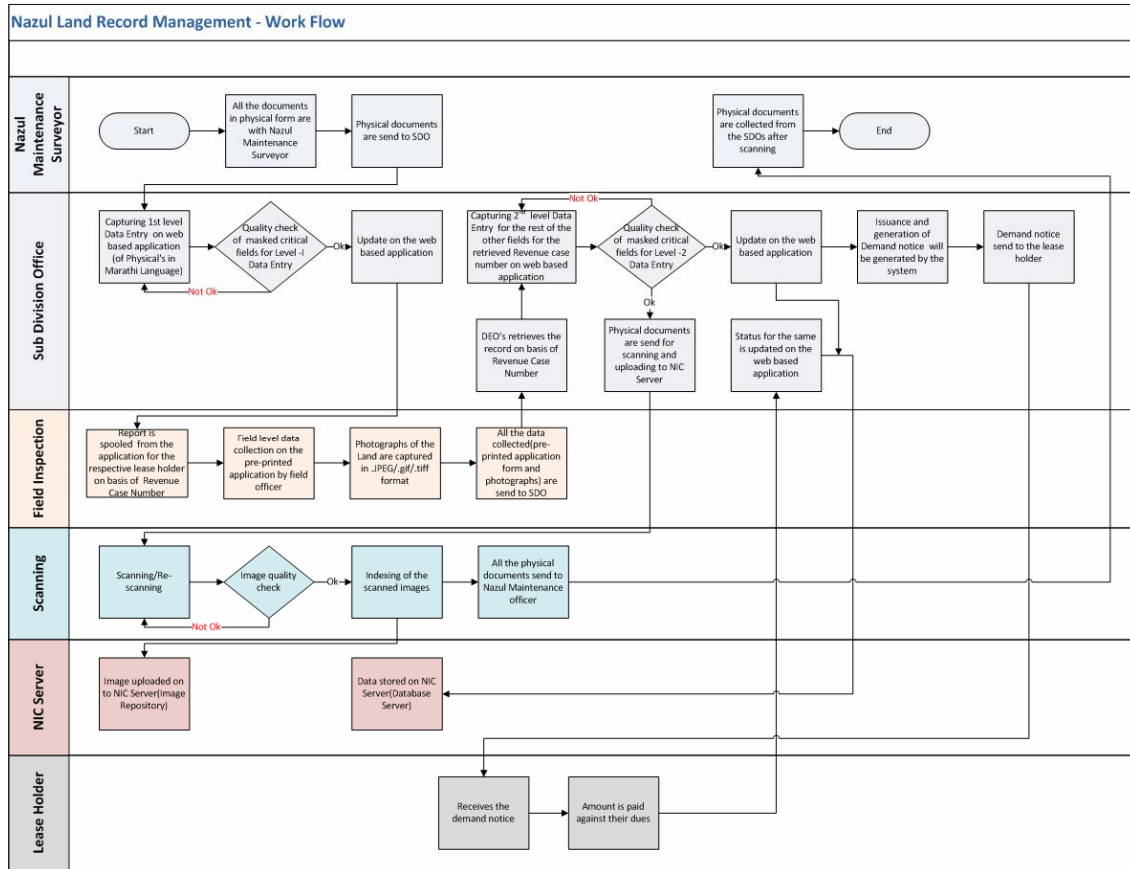 Nazul Land Record Management - Work Flow
Nazul
Maintenance
Surveyor
Start
All the documents
in physical form are
with Nazul
Maintenance
Surveyor
Physical documents
are send to SDO
Physical documents
are collected from
the SDOs after
scanning
End
Sub Division Office
Capturing 1st level
Data Entry on web
based application
(of Physical's in
Marathi Language)
Quality check
of masked critical
fields for Level -I
Data Entry
Ok
Not Ok
Update on the web
based application
Not Ok
Capturing 2nd level Data
Entry for the rest of
the other fields for the
retrieved Revenue case
number on web based
application
Quality check
of masked critical
fields for Level -2
Data Entry
Ok
Ok
Update on the web
based application
Issuance and
generation of
Demand notice will
be generated by the
system
Demand notice
send to the lease
holder
DEO's retrieves the
record on basis of
Revenue Case
Number
Physical documents
are send for
scanning and
uploading to NIC
Server
Status for the same
is updated on the
web based
application
Field Inspection
Report is
spooled from the
application for the
respective lease holder
on basis of Revenue
Case Number
Field level data
collection on the
pre-printed
application by field
officer
Photographs of the
Land are captured
in .JPEG/.gif/.tiff
format
All the data
collected(pre-
printed application
form and
photographs) are
send to SDO
Scanning
Scanning/Re-
scanning
Image quality
check
Ok
Not Ok
Indexing of the
scanned images
All the physical
documents send to
Nazul Maintenance
officer
NIC Server
Image uploaded on
to NIC Server(Image
Repository)
Data stored on NIC
Server(Database
Server)
Lease Holder
Receives the
demand notice
Amount is paid
against their dues